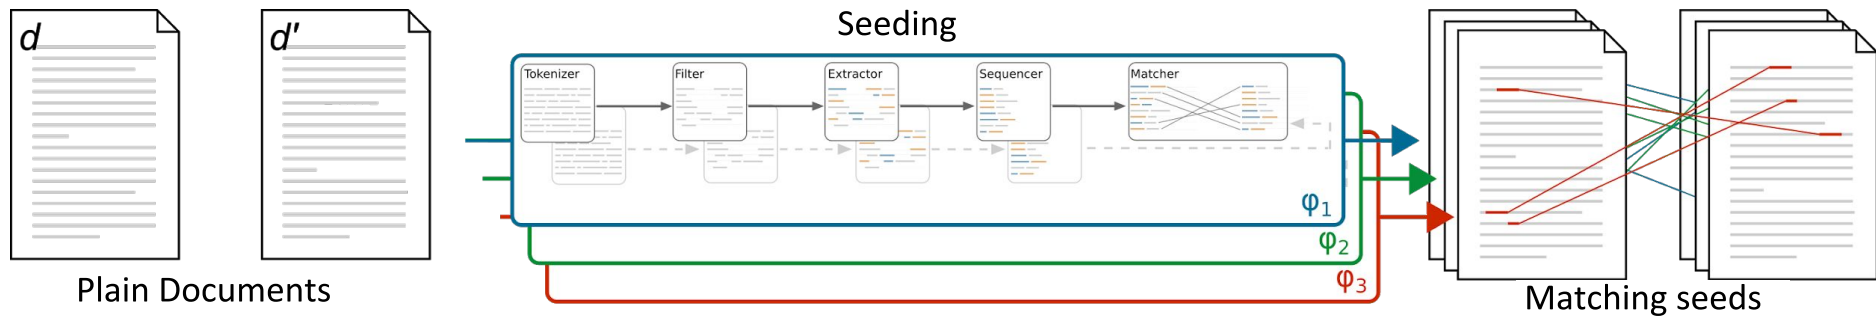 Seeding
d
d'
Tokenizer
Filter
Extractor
Sequencer
Matcher
φ1
φ2
φ3
Plain Documents
Matching seeds